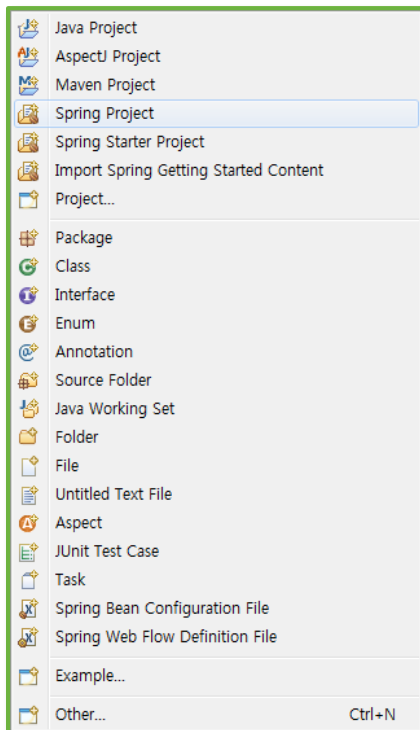 Java Project
AspectJ Project
Maven Project
Spring Project
Spring Starter Project
Import Spring Getting Started Content
Project...
Package
Class
Interface
Enum
Annotation
Source Folder
Java Working Set
Folder
File
Untitled Text File
Aspect
JUnit Test Case
Task
Spring Bean Configuration File
Spring Web Flow Definition File
Example...
Other... Ctrl+N